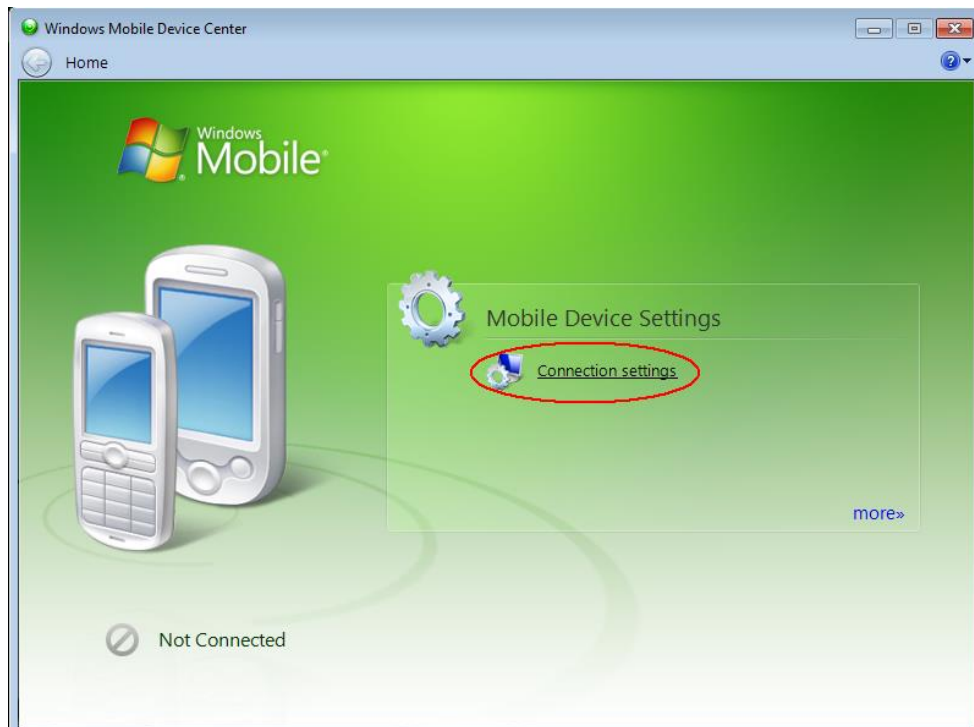 Windows Mobile Device Center
Home
Windows
Mobile®
Mobile Device Settings
Connection settings
more»
Not Connected